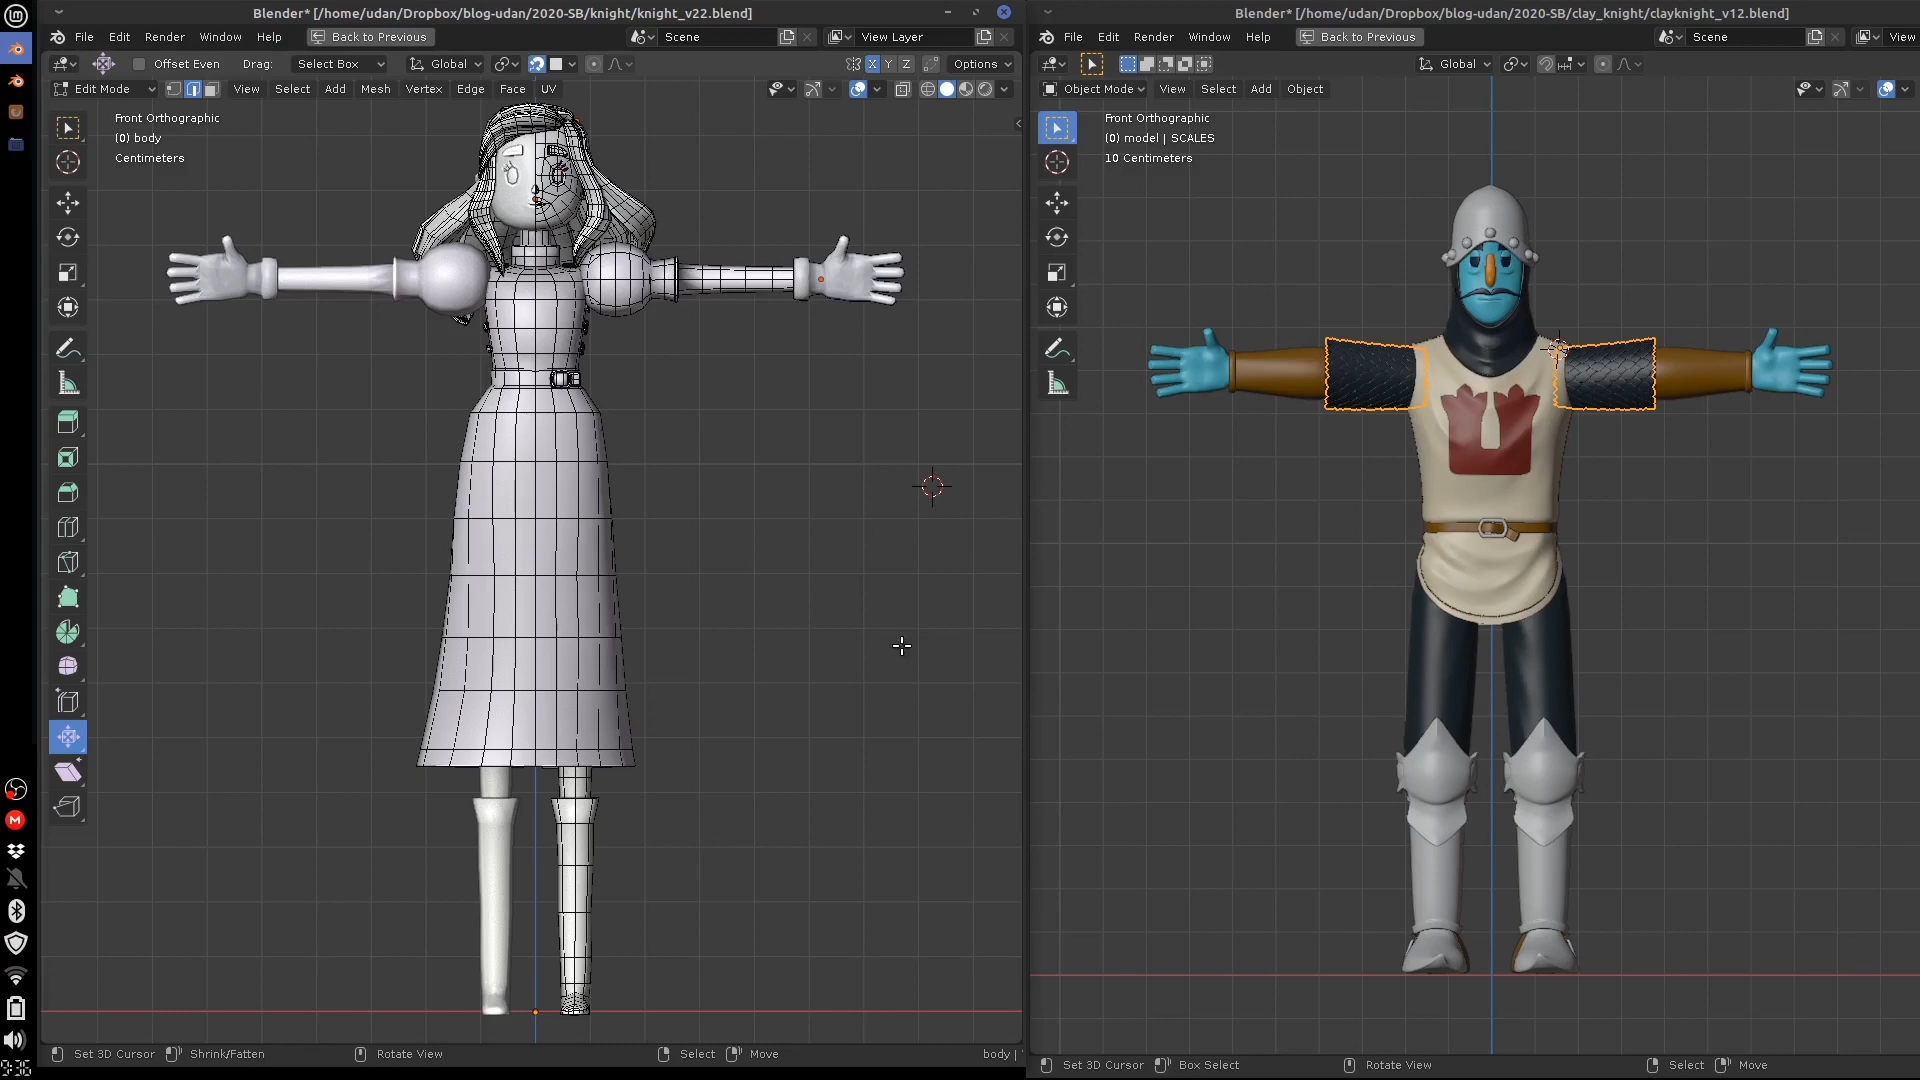 Blender* [/home/udan/Dropbox/blog-udan/2020-SB/knight/knight_v22.blend]
File Edit Render Window Help Back to Previous Scene View Layer
Offset Even Drag: Select Box Global X Y Z Options
Edit Mode View Select Add Mesh Vertex Edge Face UV
Front Orthographic
(0) body
Centimeters
Set 3D Cursor Shrink/Fatten Rotate View Select Move body |
Blender* [/home/udan/Dropbox/blog-udan/2020-SB/clay_knight/clayknight_v12.blend]
File Edit Render Window Help Back to Previous Scene View
Global
Object Mode View Select Add Object
Front Orthographic
(0) model | SCALES
10 Centimeters
Set 3D Cursor Box Select Rotate View Select Move
M